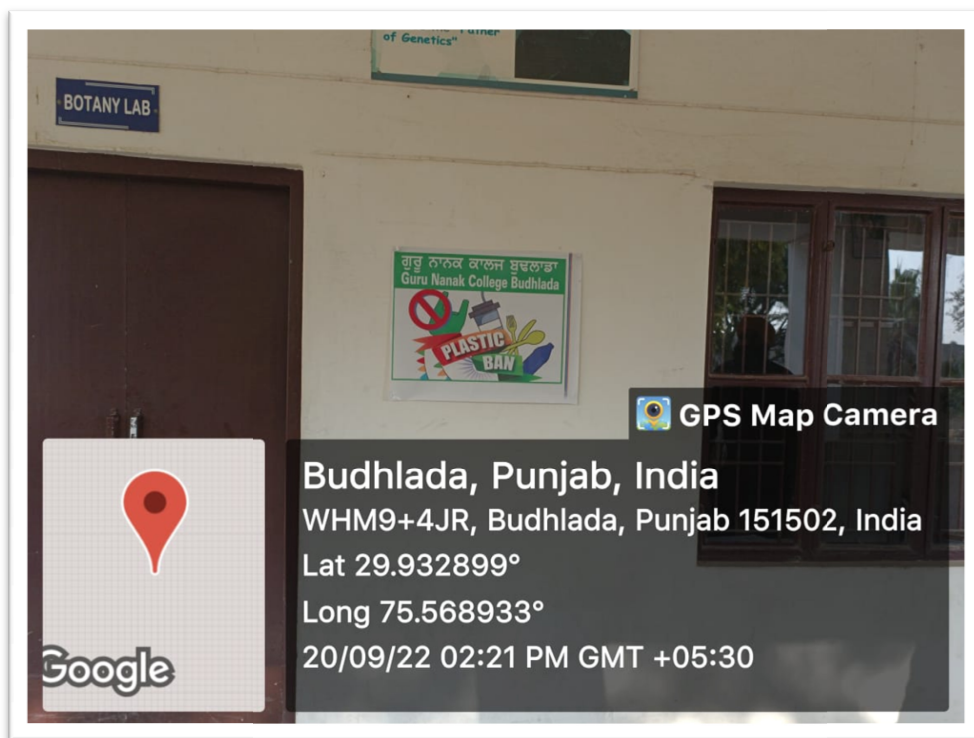 of Genetics"
BOTANY LAB
ਗੁਰੂ ਨਾਨਕ ਕਾਲਜ ਬੁਢਲਾਡਾ
Guru Nanak College Budhlada
PLASTIC
BAN
GPS Map Camera
Budhlada, Punjab, India
WHM9+4JR, Budhlada, Punjab 151502, India
Lat 29.932899°
Long 75.568933°
20/09/22 02:21 PM GMT +05:30
Google